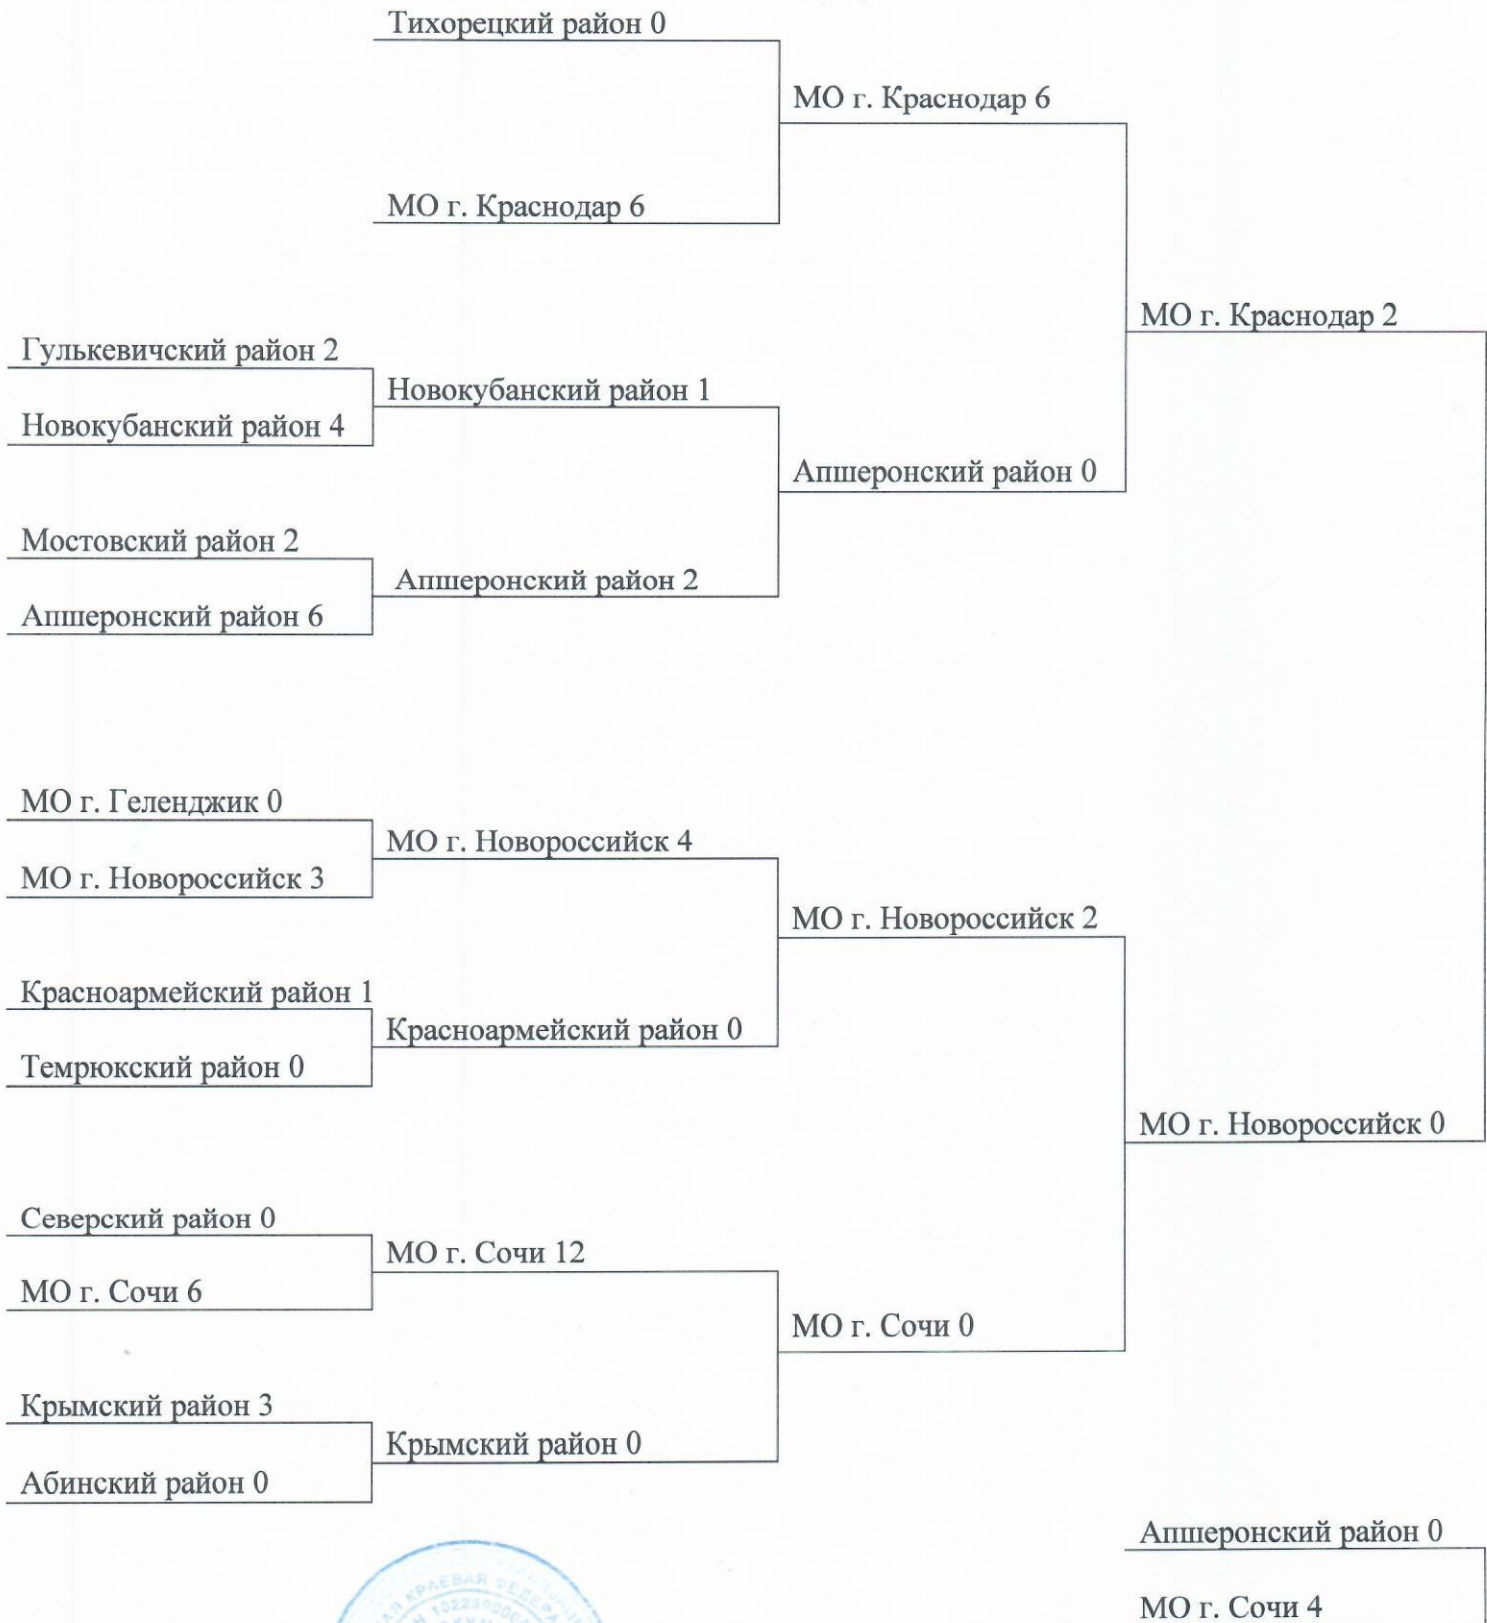 Тихорецкий район 0
МО г. Краснодар 6
МО г. Краснодар 6
МО г. Краснодар 2
Гулькевичский район 2
Новокубанский район 1
Новокубанский район 4
Апшеронский район 0
Мостовский район 2
Апшеронский район 2
Апшеронский район 6
МО г. Геленджик 0
МО г. Новороссийск 4
МО г. Новороссийск 3
МО г. Новороссийск 2
Красноармейский район 1
Красноармейский район 0
Темрюкский район 0
МО г. Новороссийск 0
Северский район 0
МО г. Сочи 12
МО г. Сочи 6
МО г. Сочи 0
Крымский район 3
Крымский район 0
Абинский район 0
Апшеронский район 0
МО г. Сочи 4
КРАЕВАЯ